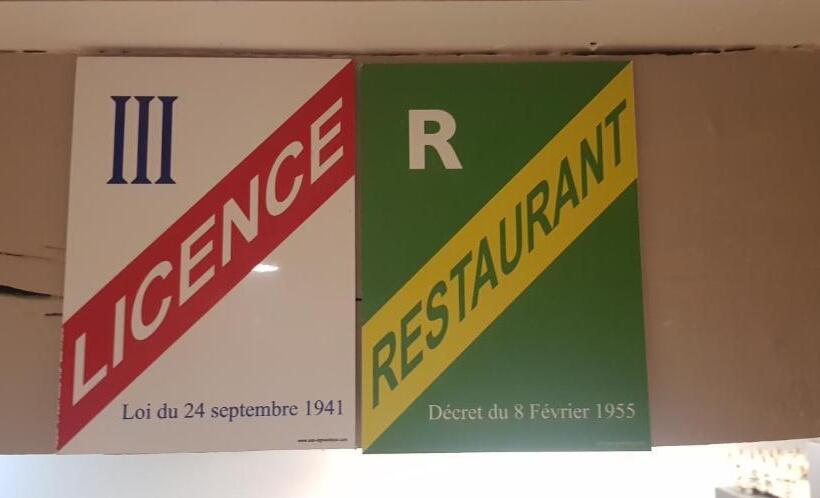 III
LICENCE
Loi du 24 septembre 1941
R
RESTAURANT
Décret du 8 Février 1955